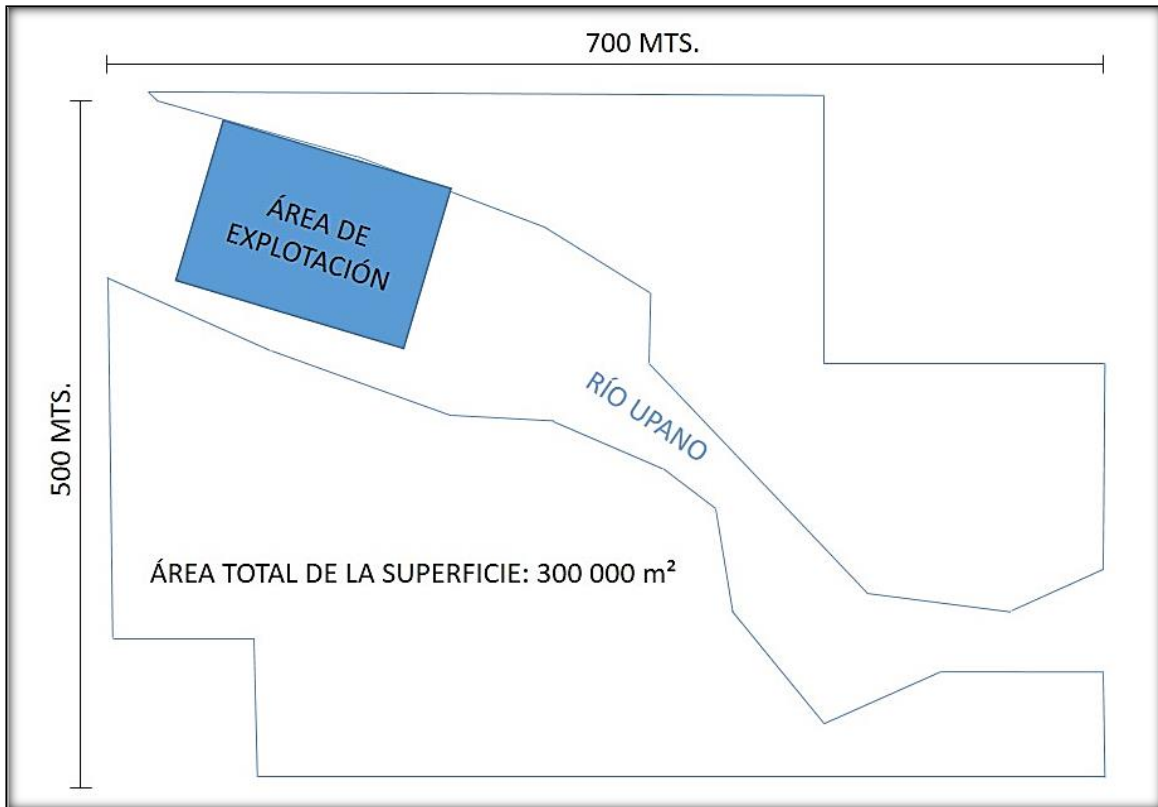 700 MTS.
ÁREA DE
EXPLOTACIÓN
500 MTS.
RÍO UPANO
ÁREA TOTAL DE LA SUPERFICIE: 300 000 m²